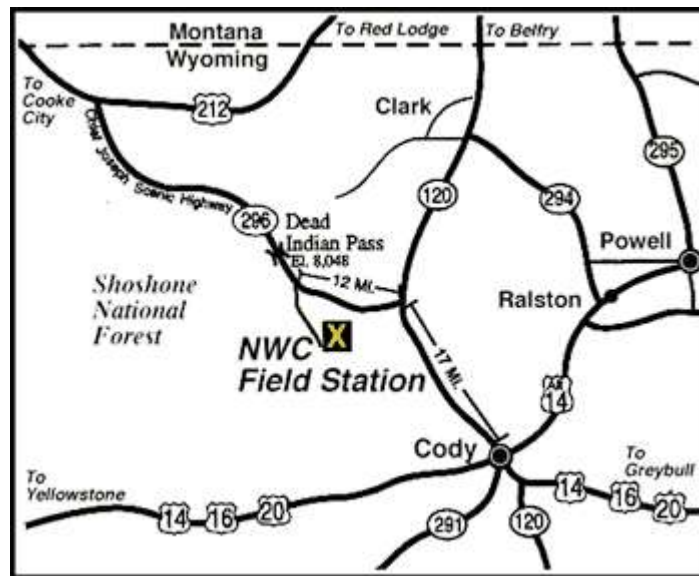 Montana
To Red Lodge
To Belfry
Wyoming
To
Cooke
City
212
Clark
295
Chief Joseph Scenic Highway
120
294
296
Dead
Indian Pass
El. 8,048
Powell
12 MI.
Shoshone
National
Forest
Ralston
NWC
Field Station
17 MI.
Alt
14
Cody
To
Yellowstone
To
Greybull
14
16
20
14
16
20
291
120
X